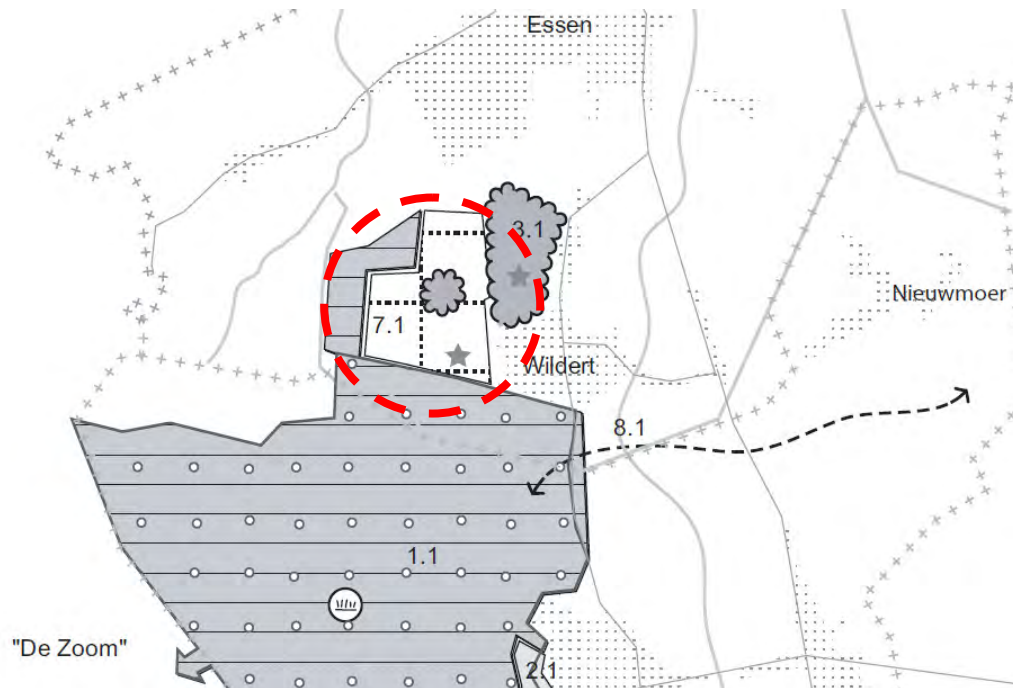 Essen
3.1
Nieuwmoer
7.1
Wildert
8.1
1.1
"De Zoom"
2.1